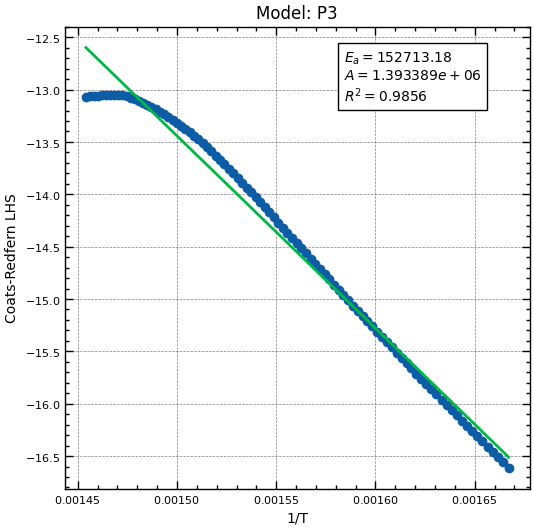 Model: P3
−12.5
−13.0
−13.5
−14.0
−14.5
−15.0
−15.5
−16.0
−16.5
Coats-Redfern LHS
E_a = 152713.18
A = 1.393389e + 06
R² = 0.9856
0.00145 0.00150 0.00155 0.00160 0.00165
1/T